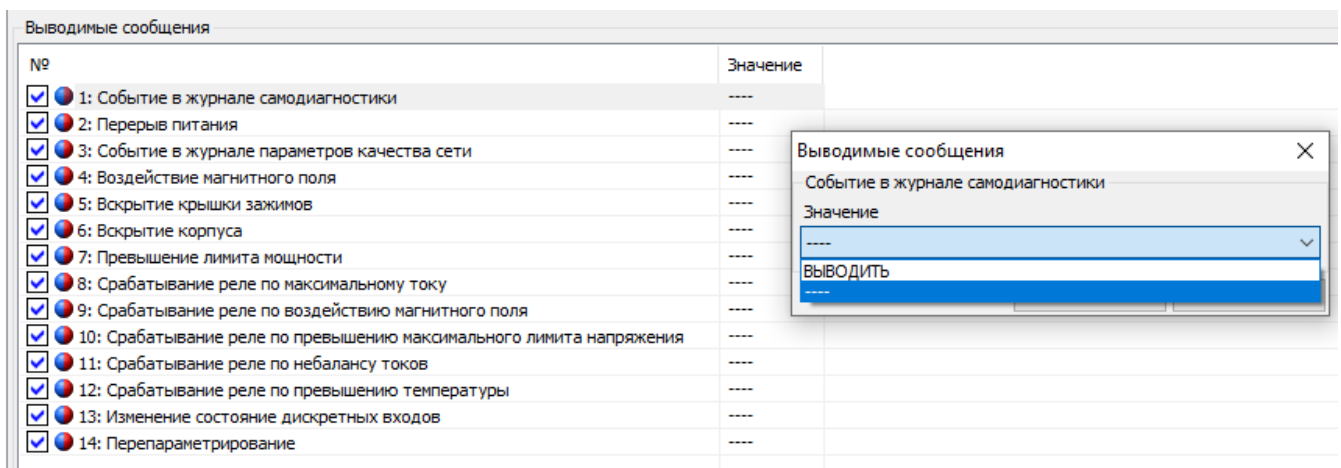 Выводимые сообщения
№ Значение
1: Событие в журнале самодиагностики ----
2: Перерыв питания ----
3: Событие в журнале параметров качества сети ----
4: Воздействие магнитного поля ----
5: Вскрытие крышки зажимов ----
6: Вскрытие корпуса ----
7: Превышение лимита мощности ----
8: Срабатывание реле по максимальному току ----
9: Срабатывание реле по воздействию магнитного поля ----
10: Срабатывание реле по превышению максимального лимита напряжения ----
11: Срабатывание реле по небалансу токов ----
12: Срабатывание реле по превышению температуры ----
13: Изменение состояние дискретных входов ----
14: Перепараметрирование ----
Выводимые сообщения
Событие в журнале самодиагностики
Значение
----
ВЫВОДИТЬ
----